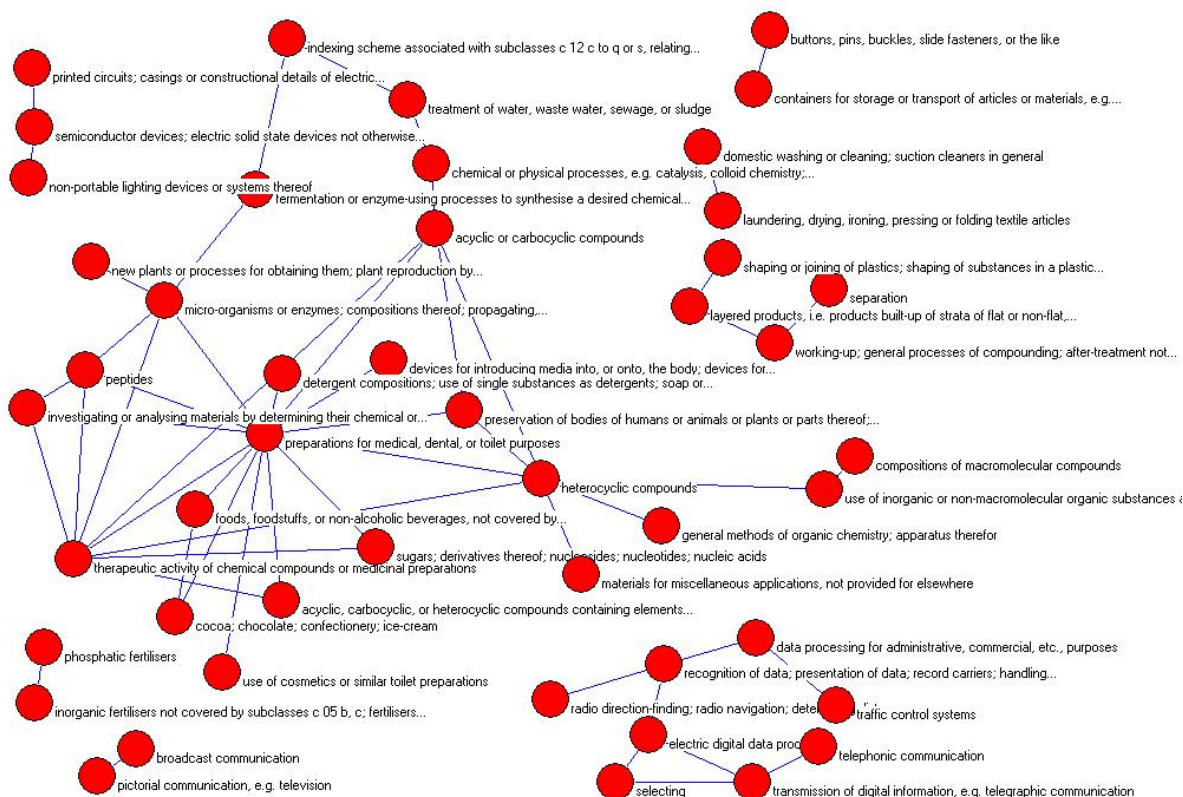 indexing scheme associated with subclasses c 12 c to q or s, relating...
buttons, pins, buckles, slide fasteners, or the like
printed circuits; casings or constructional details of electric...
containers for storage or transport of articles or materials, e.g....
treatment of water, waste water, sewage, or sludge
semiconductor devices; electric solid state devices not otherwise...
domestic washing or cleaning; suction cleaners in general
chemical or physical processes, e.g. catalysis, colloid chemistry;...
non-portable lighting devices or systems thereof
fermentation or enzyme-using processes to synthesise a desired chemical...
laundering, drying, ironing, pressing or folding textile articles
acyclic or carbocyclic compounds
shaping or joining of plastics; shaping of substances in a plastic...
new plants or processes for obtaining them; plant reproduction by...
separation
micro-organisms or enzymes; compositions thereof; propagating,...
layered products, i.e. products built-up of strata of flat or non-flat,...
working-up; general processes of compounding; after-treatment not...
devices for introducing media into, or onto, the body; devices for...
peptides
detergent compositions; use of single substances as detergents; soap or...
investigating or analysing materials by determining their chemical or...
preservation of bodies of humans or animals or plants or parts thereof;...
preparations for medical, dental, or toilet purposes
compositions of macromolecular compounds
heterocyclic compounds
use of inorganic or non-macromolecular organic substances a
foods, foodstuffs, or non-alcoholic beverages, not covered by...
general methods of organic chemistry; apparatus therefor
sugars; derivatives thereof; nucleosides; nucleotides; nucleic acids
therapeutic activity of chemical compounds or medicinal preparations
materials for miscellaneous applications, not provided for elsewhere
acyclic, carbocyclic, or heterocyclic compounds containing elements...
cocoa; chocolate; confectionery; ice-cream
data processing for administrative, commercial, etc., purposes
phosphatic fertilisers
recognition of data; presentation of data; record carriers; handling...
use of cosmetics or similar toilet preparations
radio direction-finding; radio navigation;
traffic control systems
inorganic fertilisers not covered by subclasses c 05 b, c; fertilisers...
electric digital data
telephonic communication
broadcast communication
pictorial communication, e.g. television
selecting
transmission of digital information, e.g. telegraphic communication